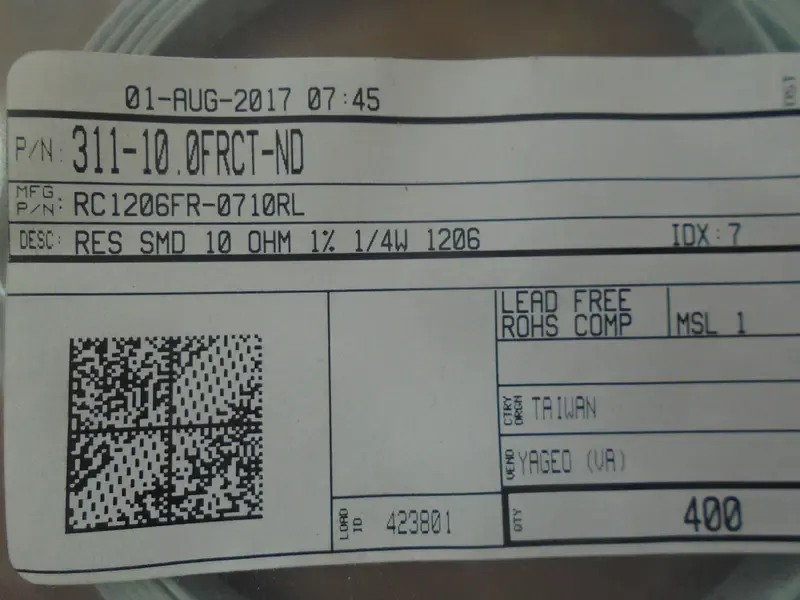 01-AUG-2017 07:45
P/N: 311-10.0FRCT-ND
MFG P/N: RC1206FR-0710RL
DESC: RES SMD 10 OHM 1% 1/4W 1206 IDX: 7
LEAD FREE
ROHS COMP
MSL 1
CTRY ORGN TAIWAN
VEND YAGEO (VA)
LOAD ID 423801
QTY 400